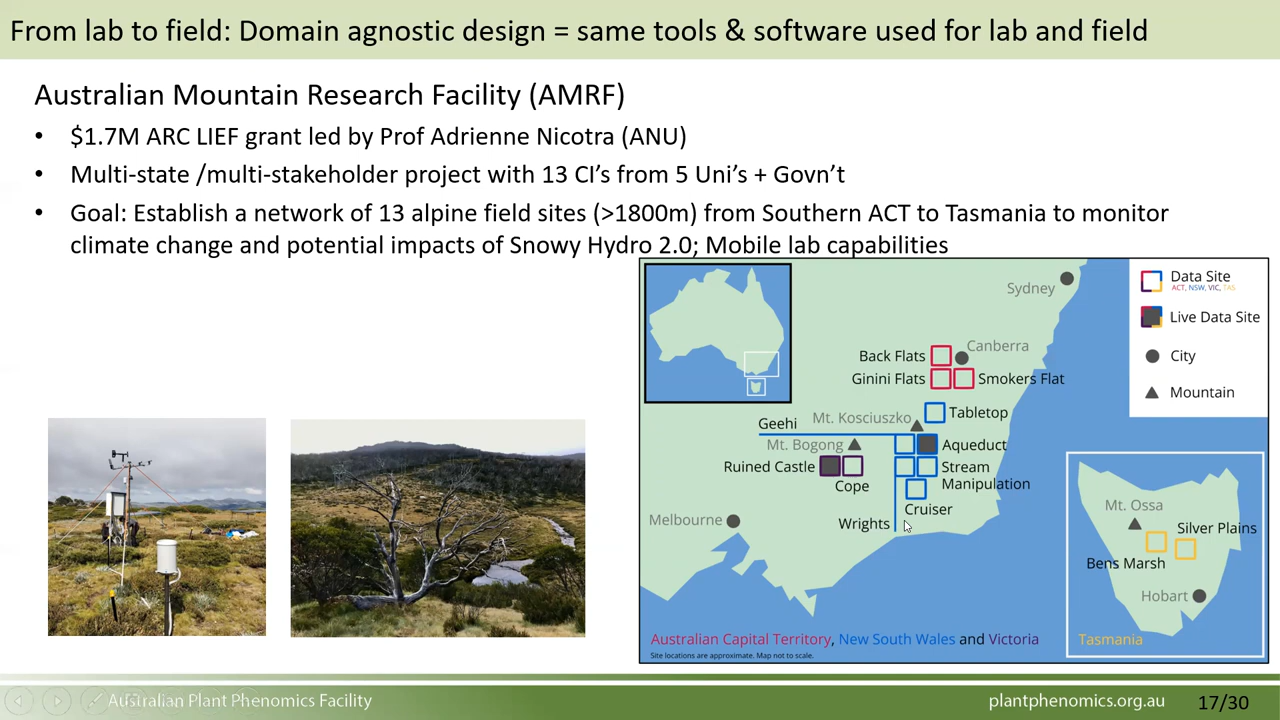 From lab to field: Domain agnostic design = same tools & software used for lab and field
Australian Mountain Research Facility (AMRF)
• $1.7M ARC LIEF grant led by Prof Adrienne Nicotra (ANU)
• Multi-state /multi-stakeholder project with 13 CI's from 5 Uni's + Govn't
• Goal: Establish a network of 13 alpine field sites (>1800m) from Southern ACT to Tasmania to monitor
climate change and potential impacts of Snowy Hydro 2.0; Mobile lab capabilities
Sydney
Data Site
ACT, NSW, VIC, TAS
Live Data Site
City
Mountain
Canberra
Back Flats
Ginini Flats
Smokers Flat
Tabletop
Mt. Kosciuszko
Geehi
Mt. Bogong
Aqueduct
Ruined Castle
Stream
Manipulation
Cope
Cruiser
Wrights
Melbourne
Mt. Ossa
Silver Plains
Bens Marsh
Hobart
Tasmania
Australian Capital Territory, New South Wales and Victoria
Site locations are approximate. Map not to scale.
Australian Plant Phenomics Facility
plantphenomics.org.au
17/30